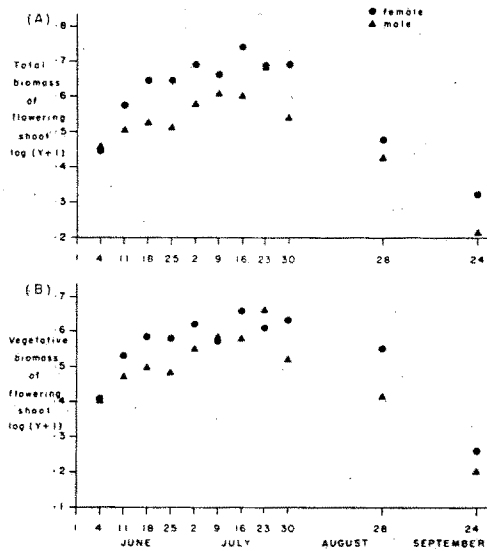 (A)
● female
▲ male
Total
biomass
of
flowering
shoot
log (Y+1)
·8
·7
·6
·5
·4
·3
·2
1 4 11 18 25 2 9 16 23 30 28 24
(B)
Vegetative
biomass
of
flowering
shoot
log (Y+1)
·7
·6
·5
·4
·3
·2
·1
1 4 11 18 25 2 9 16 23 30 28 24
JUNE JULY AUGUST SEPTEMBER